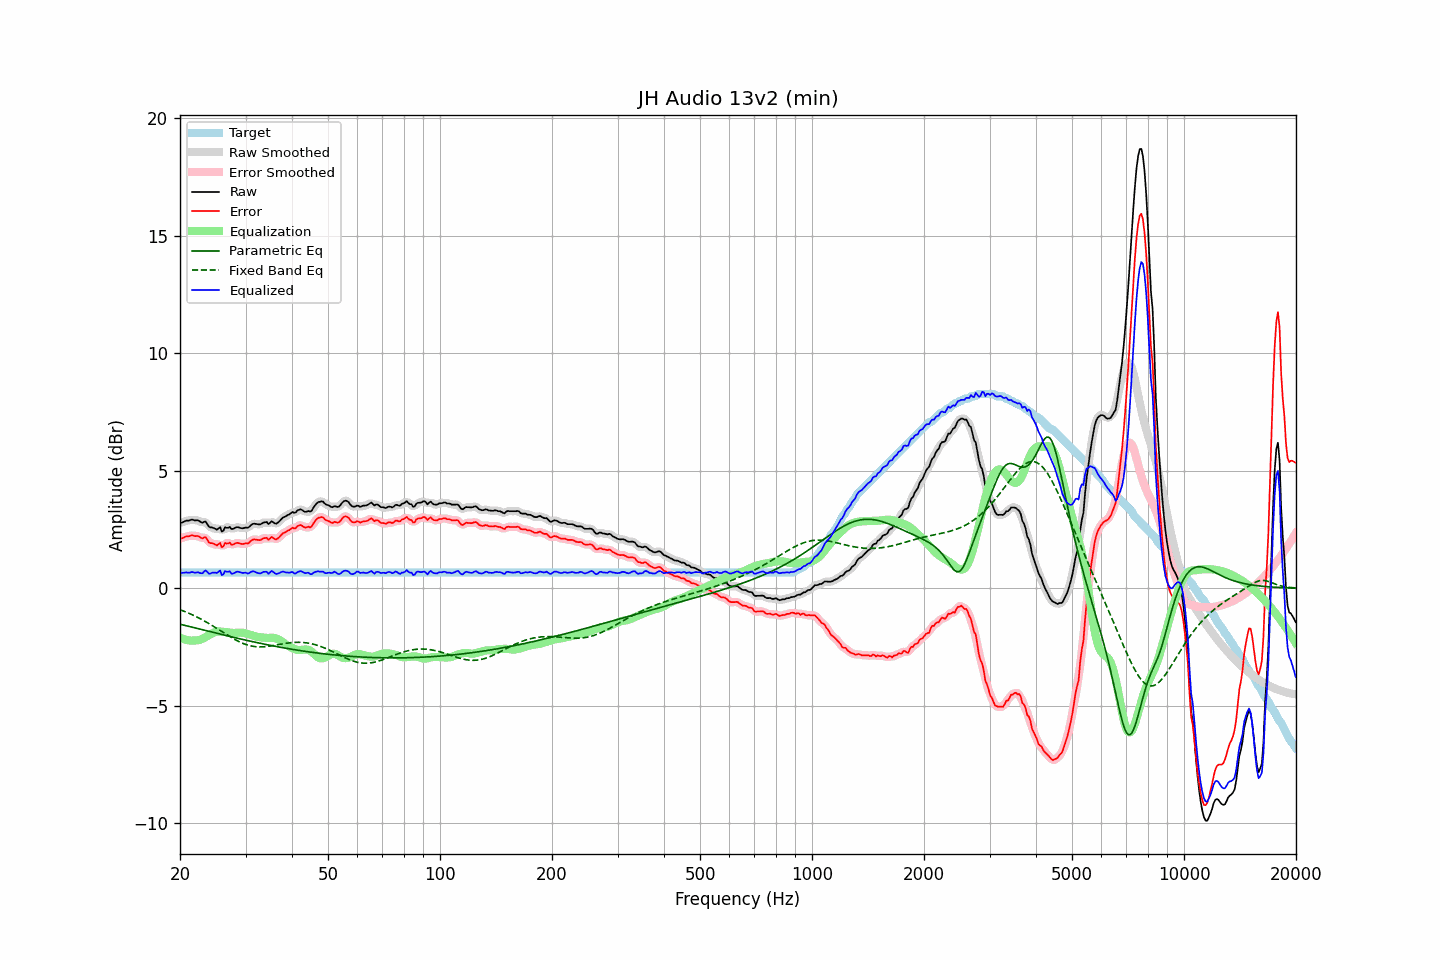 JH Audio 13v2 (min)
20
15
10
5
0
−5
−10
Amplitude (dBr)
Target
Raw Smoothed
Error Smoothed
Raw
Error
Equalization
Parametric Eq
Fixed Band Eq
Equalized
20 50 100 200 500 1000 2000 5000 10000 20000
Frequency (Hz)